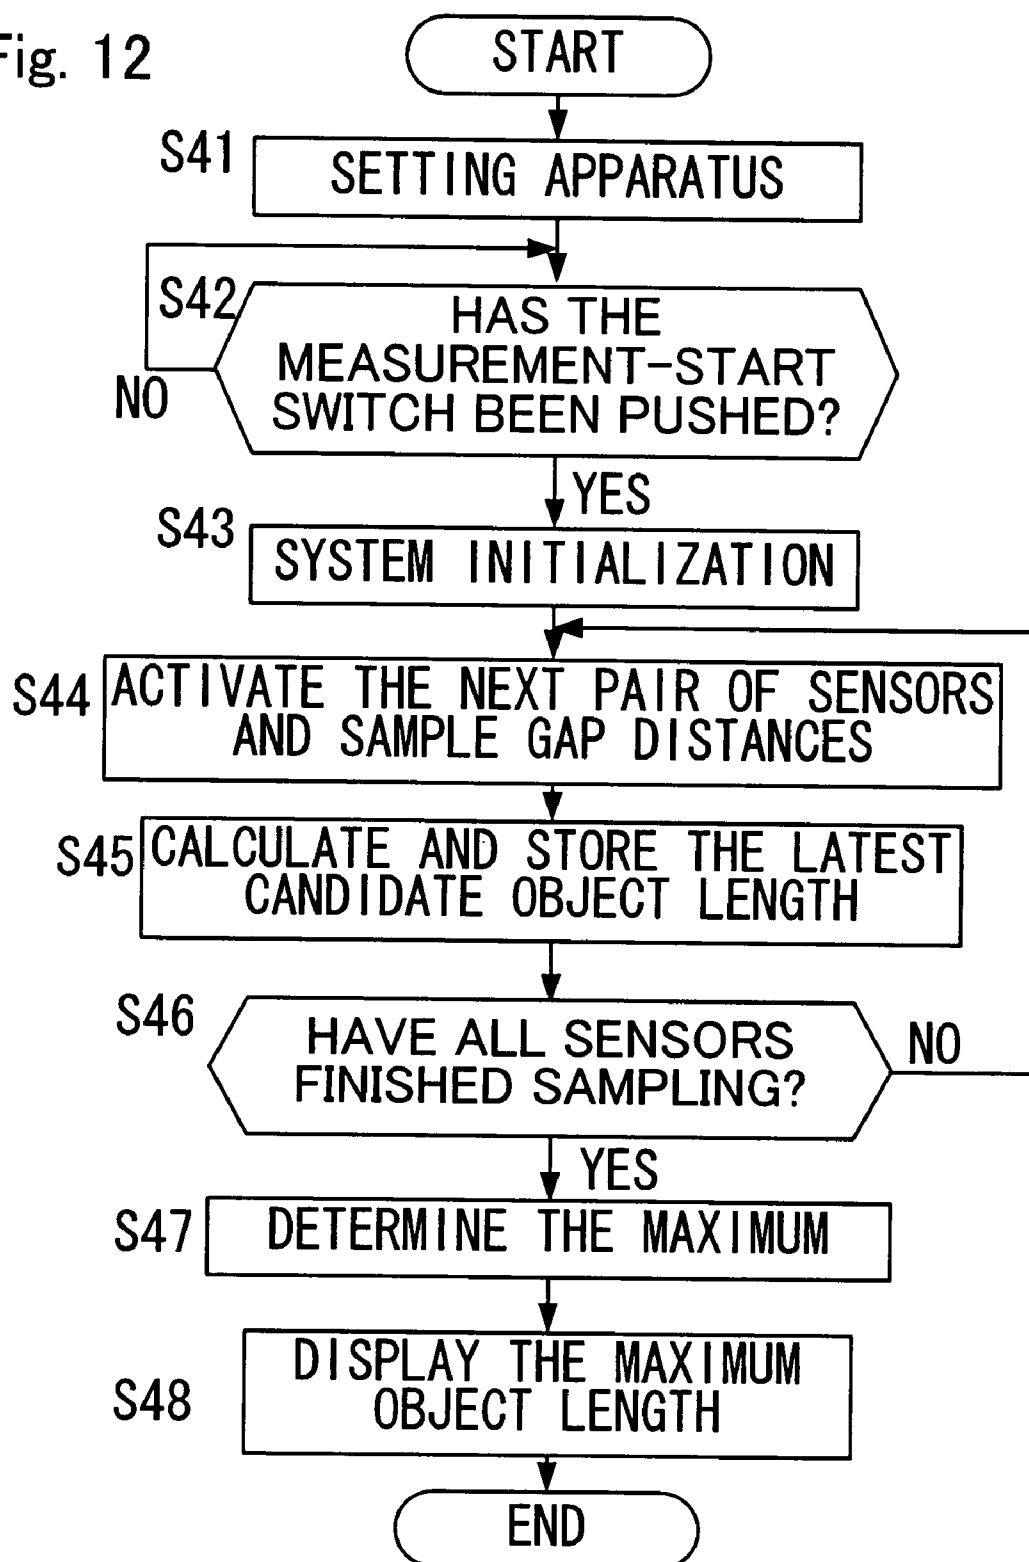 Fig. 12
START
S41
SETTING APPARATUS
S42
HAS THE
MEASUREMENT-START
SWITCH BEEN PUSHED?
NO
YES
S43
SYSTEM INITIALIZATION
S44
ACTIVATE THE NEXT PAIR OF SENSORS
AND SAMPLE GAP DISTANCES
S45
CALCULATE AND STORE THE LATEST
CANDIDATE OBJECT LENGTH
S46
HAVE ALL SENSORS
FINISHED SAMPLING?
NO
YES
S47
DETERMINE THE MAXIMUM
S48
DISPLAY THE MAXIMUM
OBJECT LENGTH
END